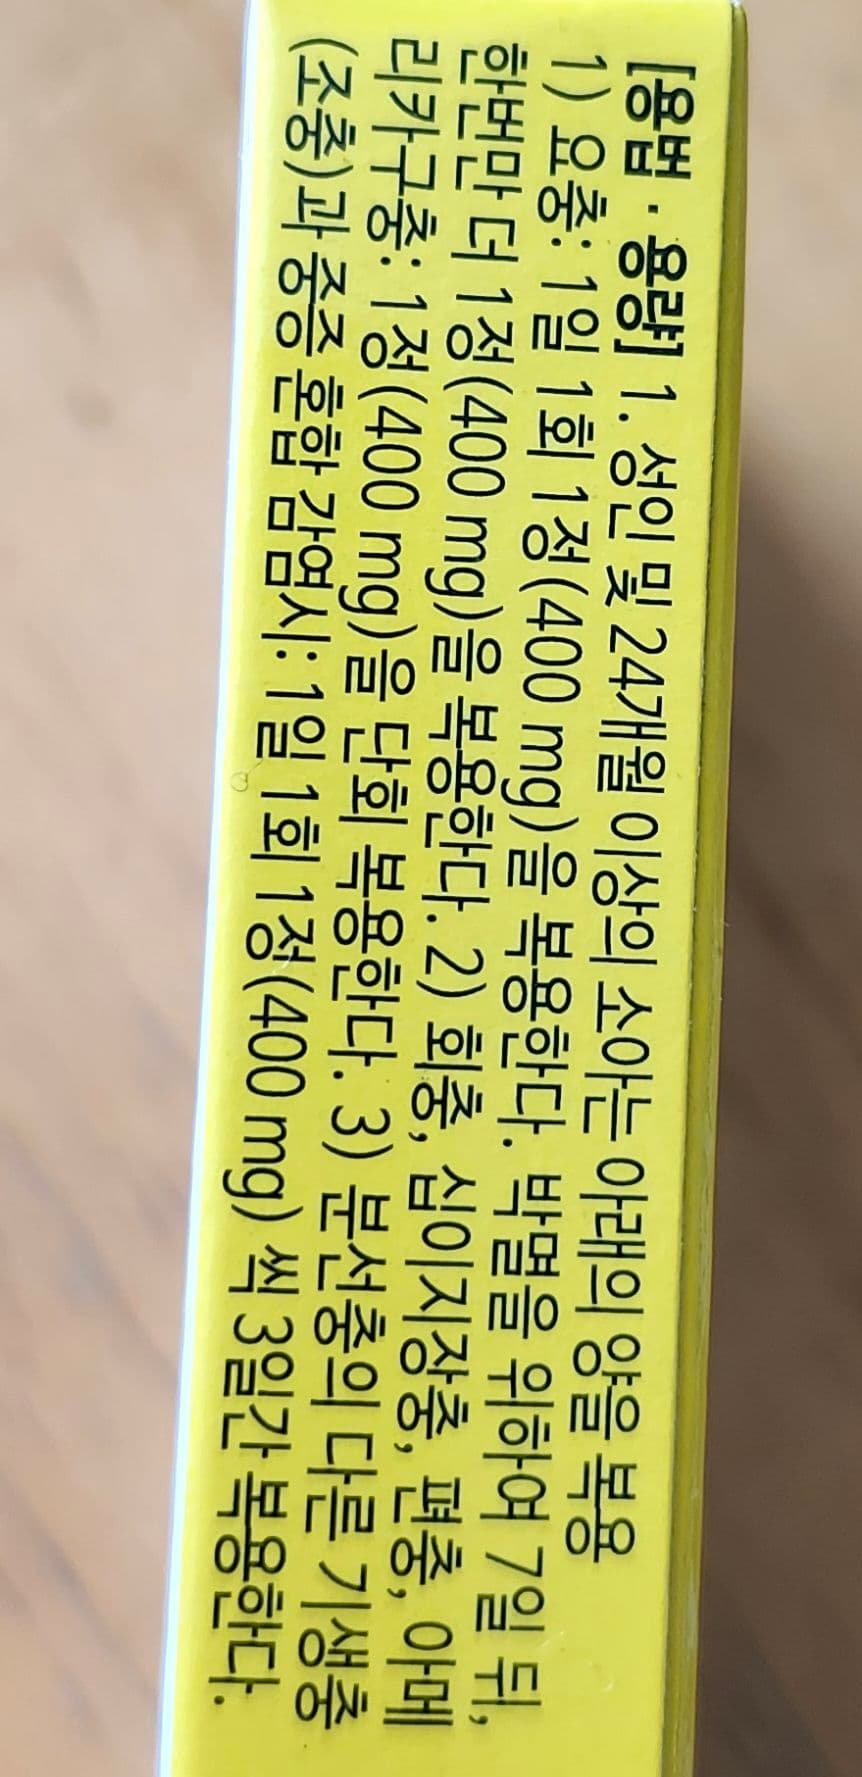 [용법 · 용량] 1. 성인 및 24개월 이상의 소아는 아래의 양을 복용
1) 요충: 1일 1회 1정(400 mg)을 복용한다. 박멸을 위하여 7일 뒤,
한번만 더 1정(400 mg)을 복용한다. 2) 회충, 십이지장충, 편충, 아메
리카구충: 1정(400 mg)을 단회 복용한다. 3) 분선충의 다른 기생충
(조충)과 중증 혼합 감염시: 1일 1회 1정(400 mg) 씩 3일간 복용한다.